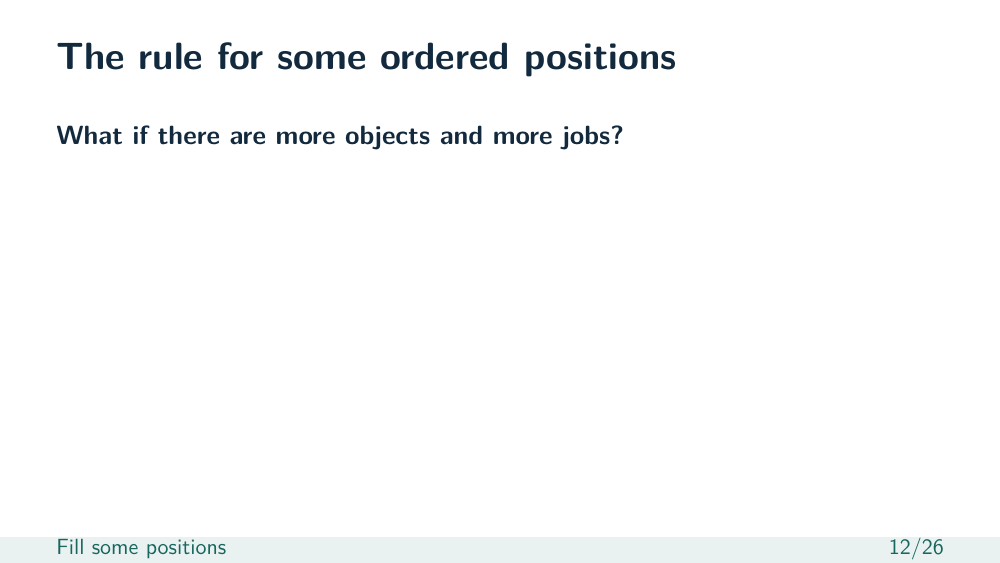 The rule for some ordered positions
What if there are more objects and more jobs?
Fill some positions
12/26